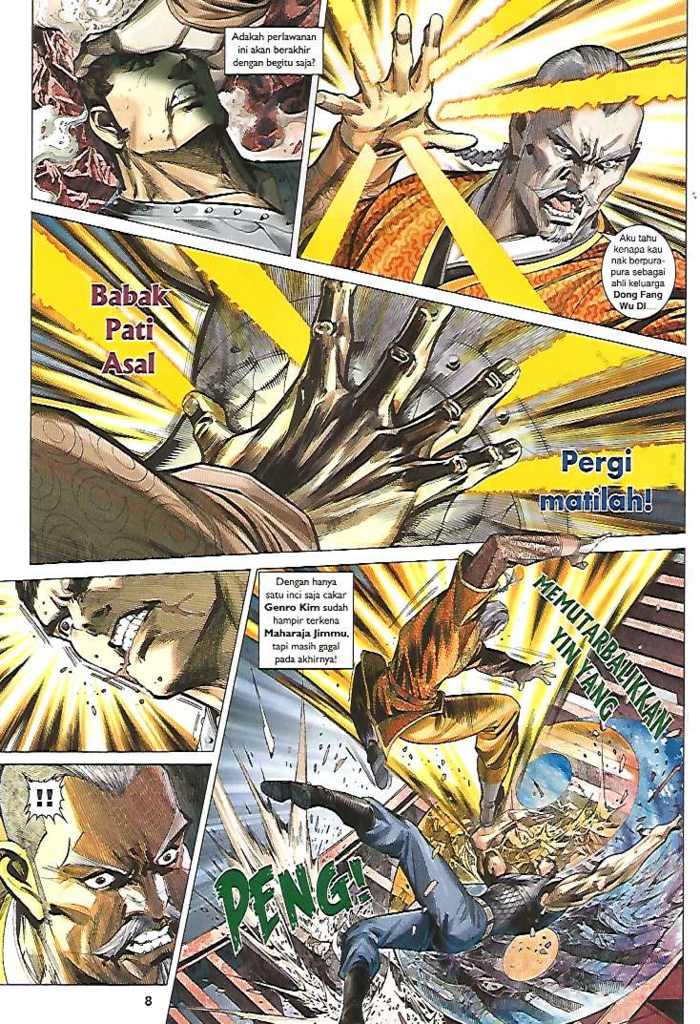 Adakah perlawanan
ini akan berakhir
dengan begitu saja?
Aku tahu
kenapa kau
nak berpura-
pura sebagai
ahli keluarga
Dong Fang
Wu Di....
Babak
Pati
Asal
Pergi
matilah!
Dengan hanya
satu inci saja cakar
Genro Kim sudah
hampir terkena
Maharaja Jimmu,
tapi masih gagal
pada akhirnya!
MEMUTARBALIKKAN
YIN YANG
!!
PENG!
8